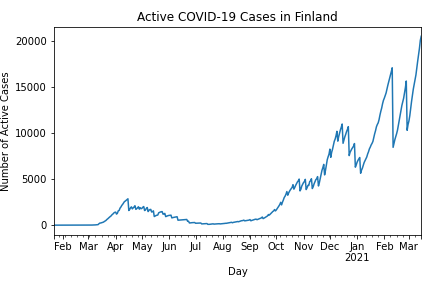 Active COVID-19 Cases in Finland
Number of Active Cases
20000
15000
10000
5000
0
Feb Mar Apr May Jun Jul Aug Sep Oct Nov Dec Jan Feb Mar
2021
Day